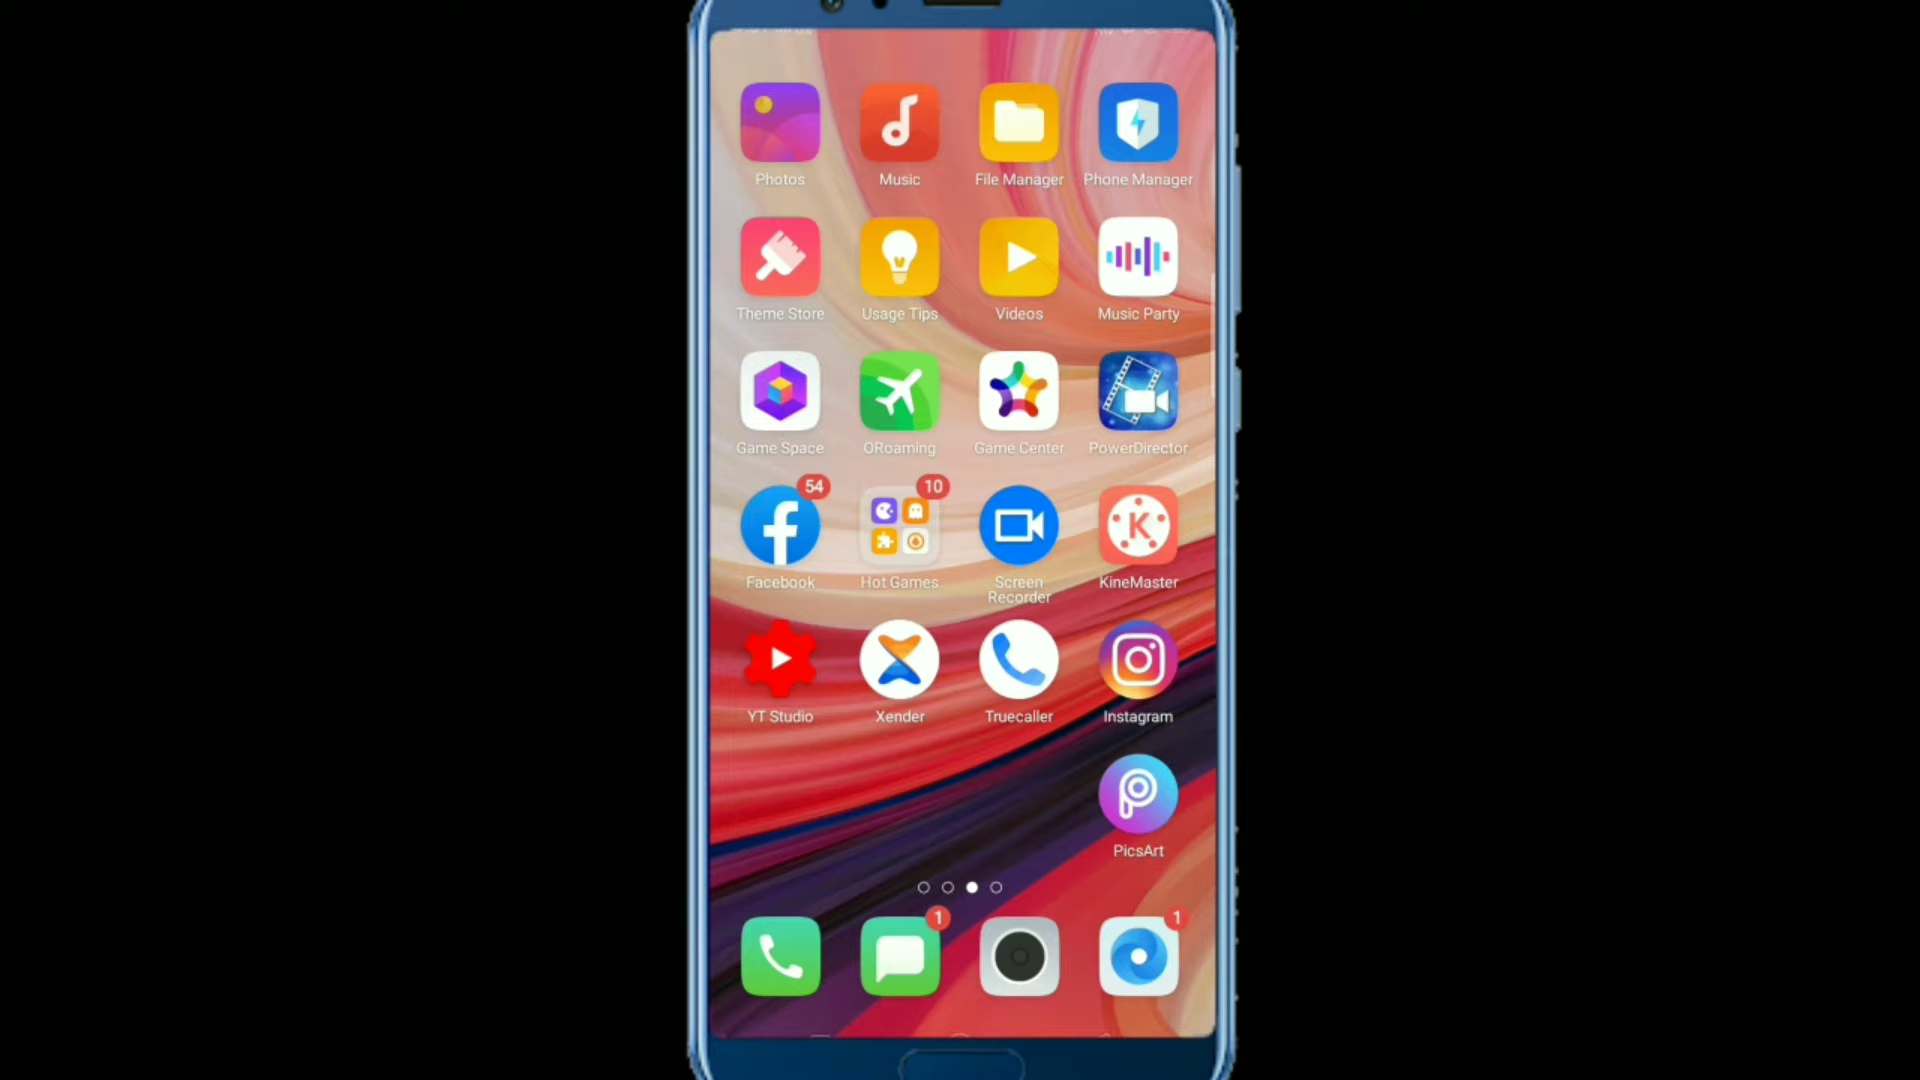 Photos Music File Manager Phone Manager
Theme Store Usage Tips Videos Music Party
Game Space ORoaming Game Center PowerDirector
54 10
K
Facebook Hot Games Screen Recorder KineMaster
YT Studio Xender Truecaller Instagram
PicsArt
1 1